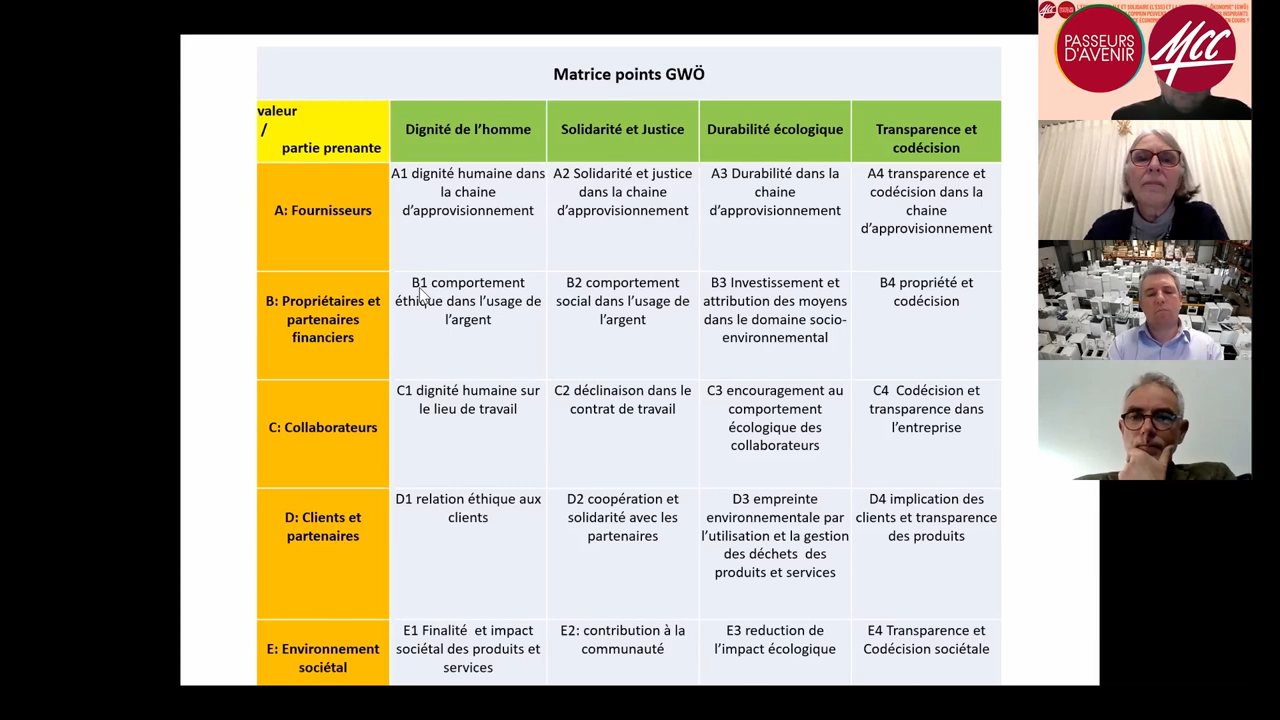 Matrice points GWÖ
valeur
/
partie prenante
Dignité de l’homme
Solidarité et Justice
Durabilité écologique
Transparence et
codécision
A: Fournisseurs
A1 dignité humaine dans
la chaine
d’approvisionnement
A2 Solidarité et justice
dans la chaine
d’approvisionnement
A3 Durabilité dans la
chaine
d’approvisionnement
A4 transparence et
codécision dans la
chaine
d’approvisionnement
B: Propriétaires et
partenaires
financiers
B1 comportement
éthique dans l’usage de
l’argent
B2 comportement
social dans l’usage de
l’argent
B3 Investissement et
attribution des moyens
dans le domaine socio-
environnemental
B4 propriété et
codécision
C: Collaborateurs
C1 dignité humaine sur
le lieu de travail
C2 déclinaison dans le
contrat de travail
C3 encouragement au
comportement
écologique des
collaborateurs
C4 Codécision et
transparence dans
l’entreprise
D: Clients et
partenaires
D1 relation éthique aux
clients
D2 coopération et
solidarité avec les
partenaires
D3 empreinte
environnementale par
l’utilisation et la gestion
des déchets des
produits et services
D4 implication des
clients et transparence
des produits
E: Environnement
sociétal
E1 Finalité et impact
sociétal des produits et
services
E2: contribution à la
communauté
E3 reduction de
l’impact écologique
E4 Transparence et
Codécision sociétale
PASSEURS
D'AVENIR
MCC